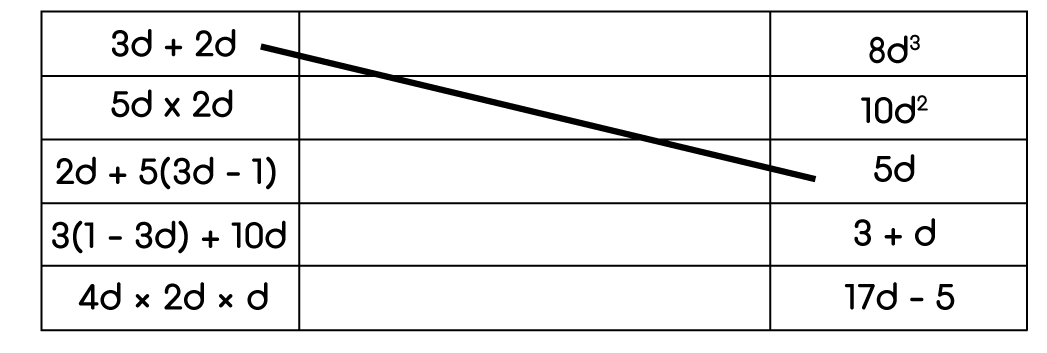 3d + 2d 8d³
5d x 2d 10d²
2d + 5(3d - 1) 5d
3(1 - 3d) + 10d 3 + d
4d × 2d × d 17d - 5